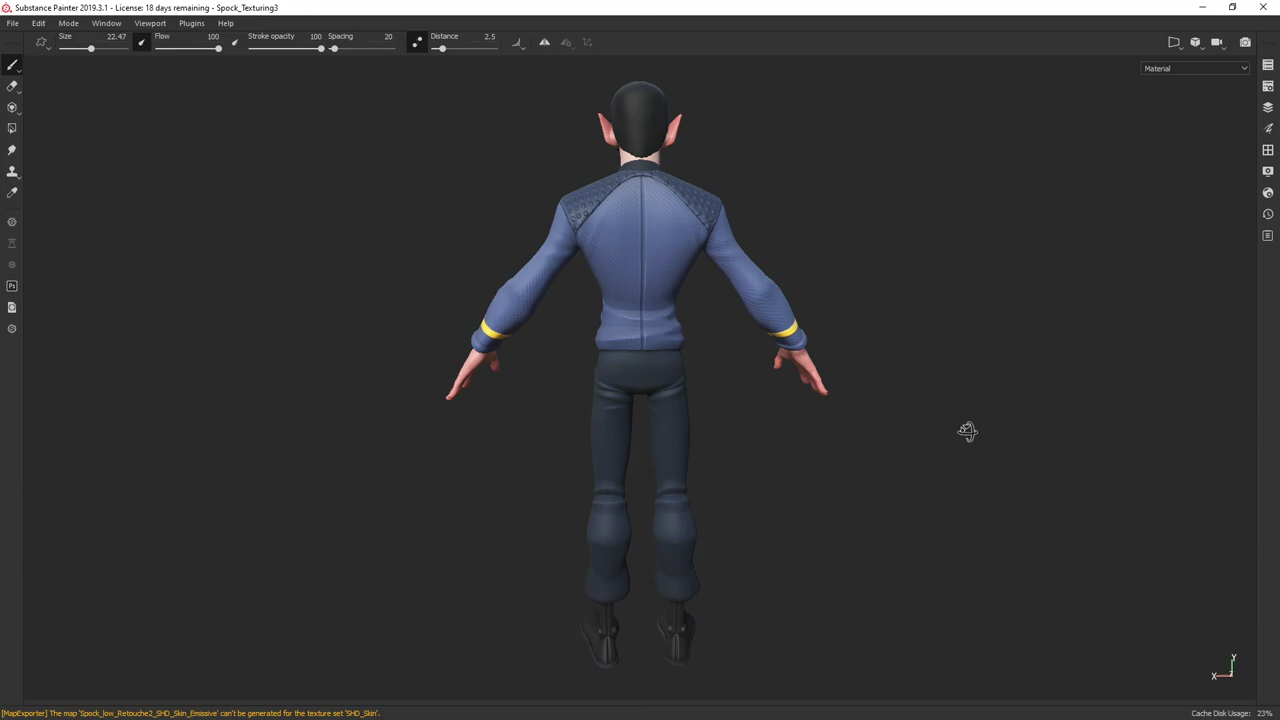 Substance Painter 2019.3.1 - License: 18 days remaining - Spock_Texturing3
File Edit Mode Window Viewport Plugins Help
Size 22.47 Flow 100 Stroke opacity 100 Spacing 20 Distance 2.5
Material
Ps
Y
X
[MapExporter] The map 'Spock_low_Retouche2_SHD_Skin_Emissive' can't be generated for the texture set 'SHD_Skin'.
Cache Disk Usage: 23%